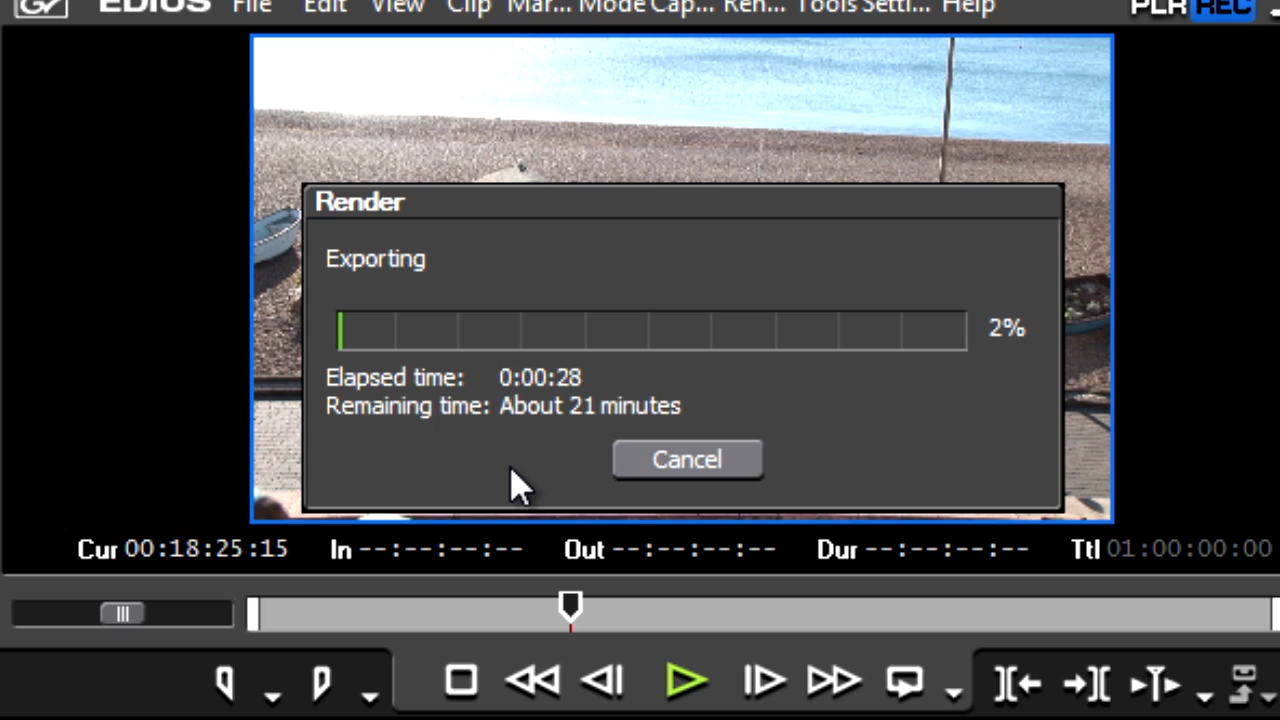 GV EDIUS File Edit View Clip Mar... Mode Cap... Ren... Tools Setti... Help PLR REC
Render
Exporting
2%
Elapsed time: 0:00:28
Remaining time: About 21 minutes
Cancel
Cur 00:18:25:15 In --:--:--:-- Out --:--:--:-- Dur --:--:--:-- Ttl 01:00:00:00